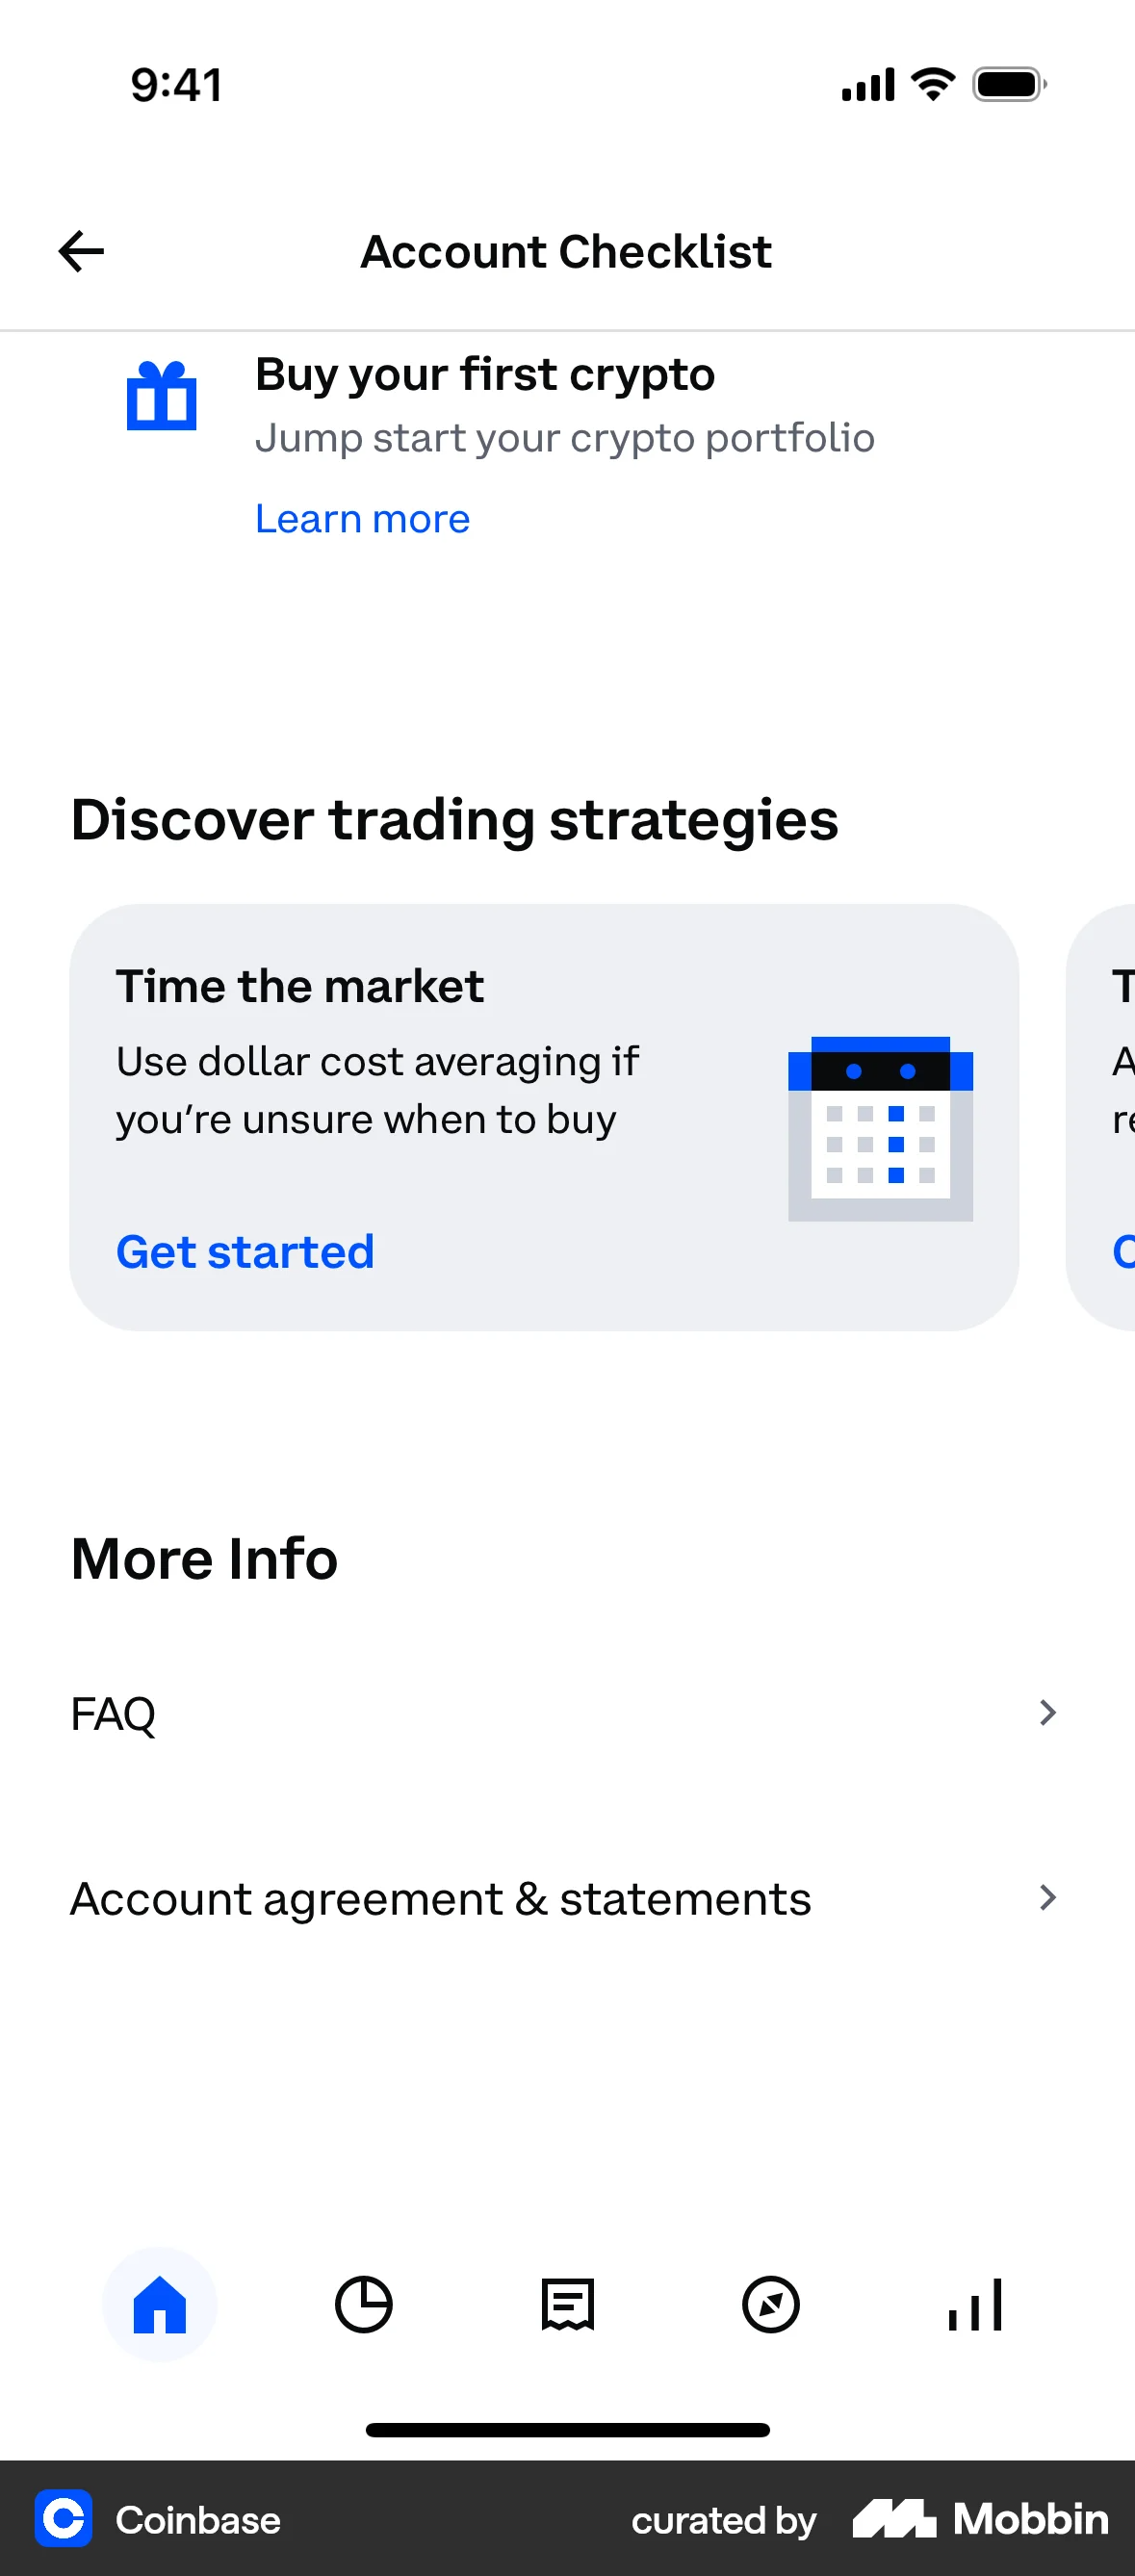 9:41
Account Checklist
Buy your first crypto
Jump start your crypto portfolio
Learn more
Discover trading strategies
Time the market
Use dollar cost averaging if
you’re unsure when to buy
Get started
More Info
FAQ
Account agreement & statements
Coinbase
curated by Mobbin